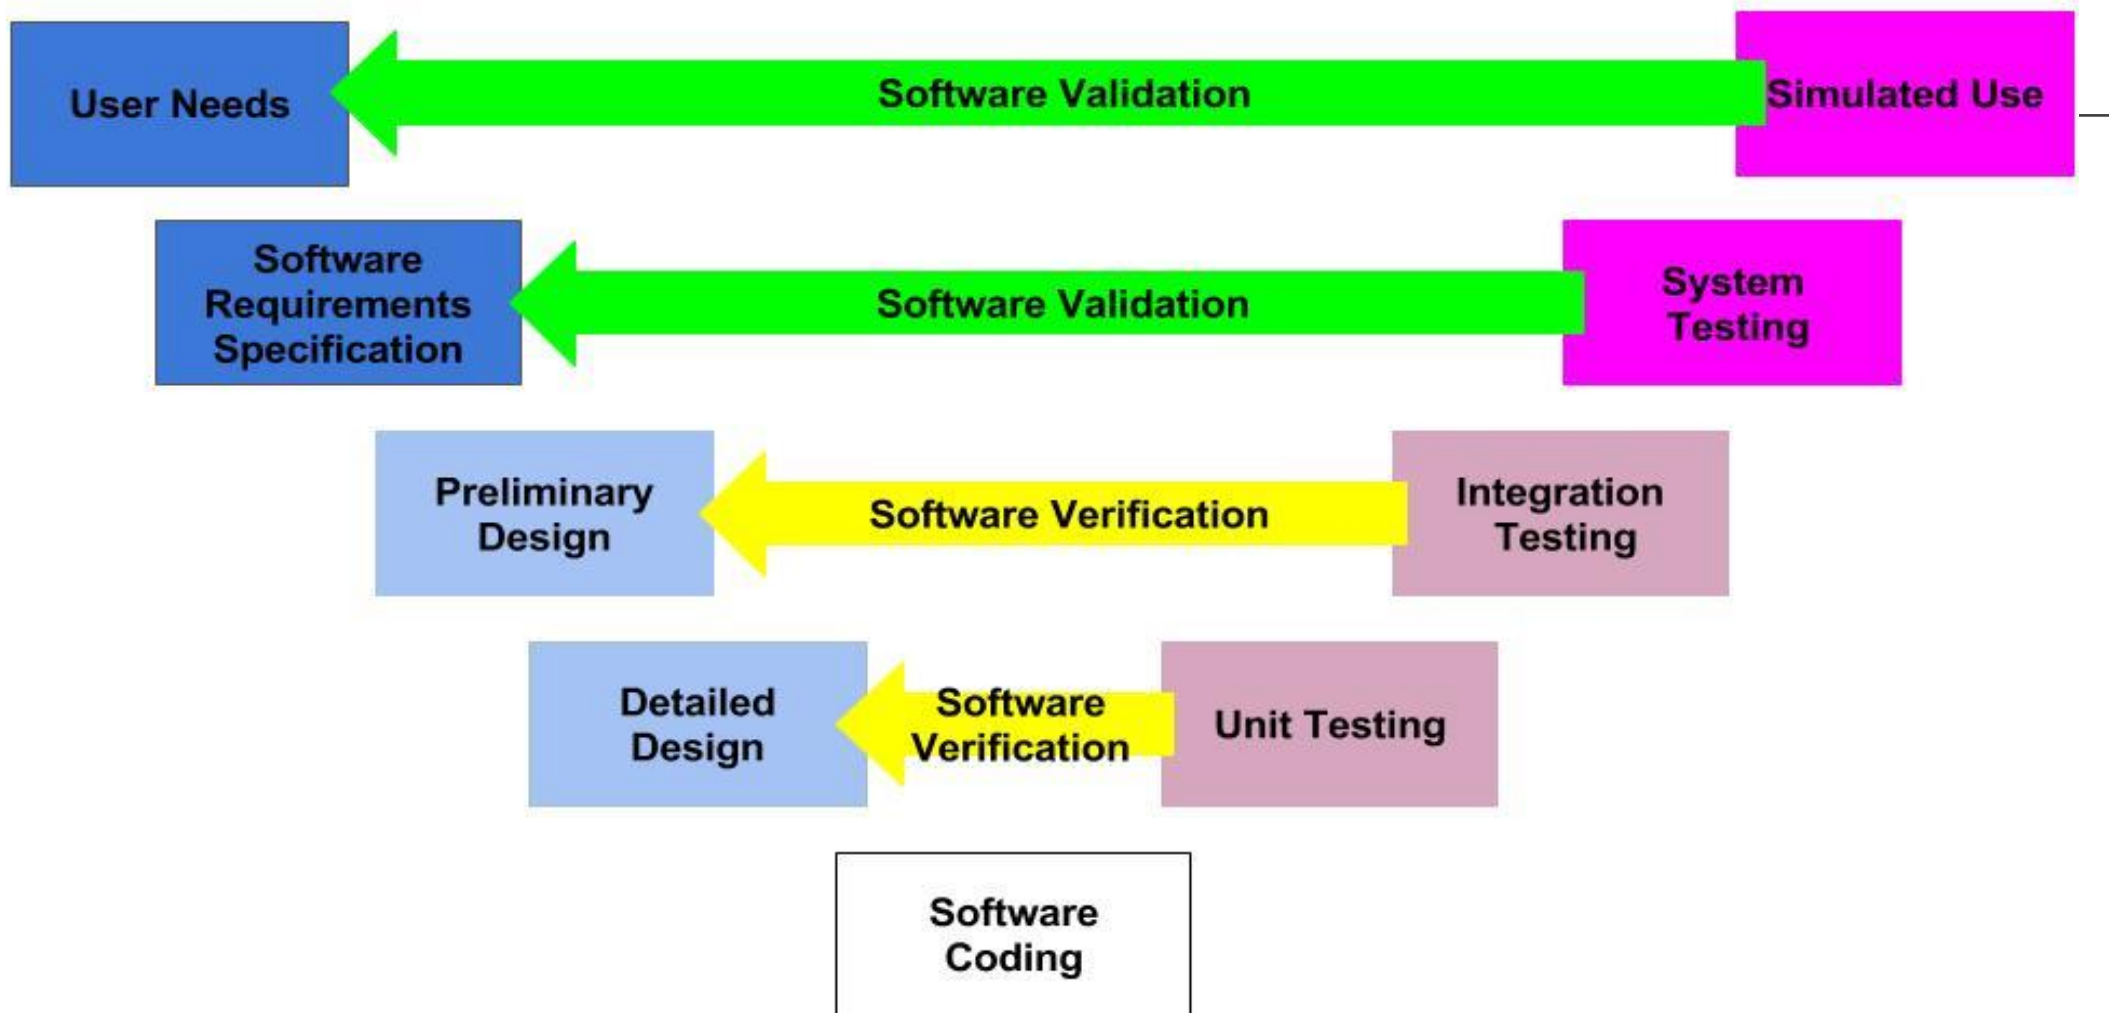 User Needs
Software Validation
Simulated Use
Software
Requirements
Specification
Software Validation
System
Testing
Preliminary
Design
Software Verification
Integration
Testing
Detailed
Design
Software
Verification
Unit Testing
Software
Coding